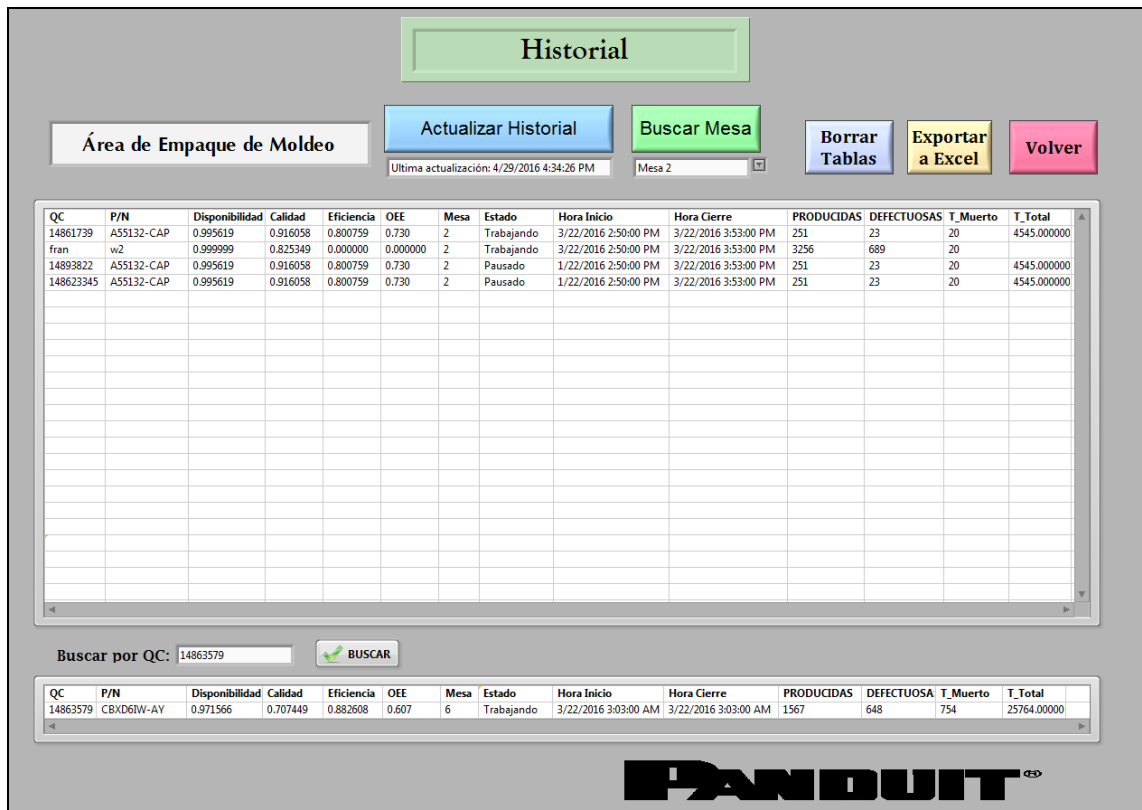 Historial
Área de Empaque de Moldeo
Actualizar Historial
Ultima actualización: 4/29/2016 4:34:26 PM
Buscar Mesa
Mesa 2
Borrar Tablas
Exportar a Excel
Volver
QC P/N Disponibilidad Calidad Eficiencia OEE Mesa Estado Hora Inicio Hora Cierre PRODUCIDAS DEFECTUOSAS T_Muerto T_Total
14861739 A55132-CAP 0.995619 0.916058 0.800759 0.730 2 Trabajando 3/22/2016 2:50:00 PM 3/22/2016 3:53:00 PM 251 23 20 4545.000000
fran w2 0.999999 0.825349 0.000000 0.000000 2 Trabajando 3/22/2016 2:50:00 PM 3/22/2016 3:53:00 PM 3256 689 20
14893822 A55132-CAP 0.995619 0.916058 0.800759 0.730 2 Pausado 1/22/2016 2:50:00 PM 3/22/2016 3:53:00 PM 251 23 20 4545.000000
148623345 A55132-CAP 0.995619 0.916058 0.800759 0.730 2 Pausado 1/22/2016 2:50:00 PM 3/22/2016 3:53:00 PM 251 23 20 4545.000000
Buscar por QC: 14863579 BUSCAR
QC P/N Disponibilidad Calidad Eficiencia OEE Mesa Estado Hora Inicio Hora Cierre PRODUCIDAS DEFECTUOSA T_Muerto T_Total
14863579 CBXD6IW-AY 0.971566 0.707449 0.882608 0.607 6 Trabajando 3/22/2016 3:03:00 AM 3/22/2016 3:03:00 AM 1567 648 754 25764.00000
PANDUIT®